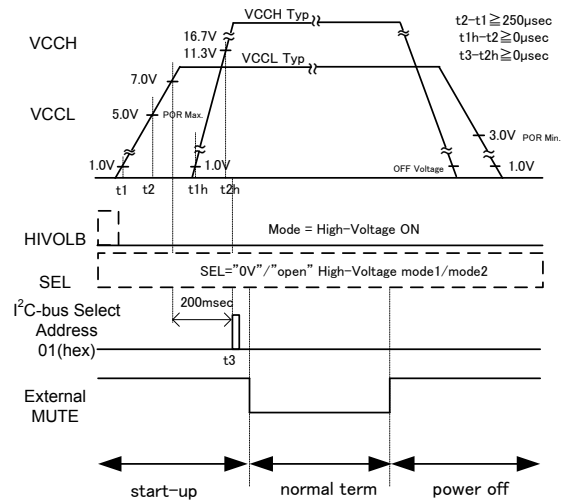 VCCH Typ
t2-t1≧250μsec
t1h-t2≧0μsec
t3-t2h≧0μsec
VCCH
16.7V
11.3V
VCCL Typ
7.0V
VCCL
5.0V
POR Max.
3.0V POR Min.
1.0V
1.0V
OFF Voltage
1.0V
t1 t2 t1h t2h
HIVOLB
Mode = High-Voltage ON
SEL
SEL="0V"/"open" High-Voltage mode1/mode2
I²C-bus Select
Address
01(hex)
200msec
t3
External
MUTE
start-up normal term power off